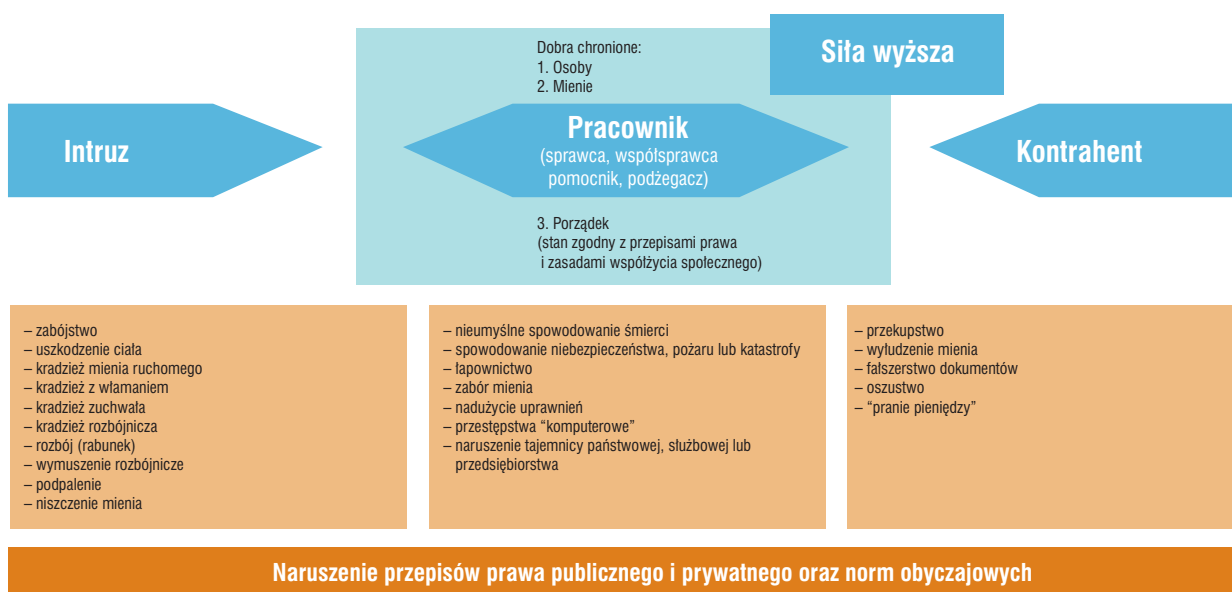 Dobra chronione:
1. Osoby
2. Mienie
Siła wyższa
Intruz
Pracownik
(sprawca, współsprawca
pomocnik, podżegacz)
Kontrahent
3. Porządek
(stan zgodny z przepisami prawa
i zasadami współżycia społecznego)
– zabójstwo
– uszkodzenie ciała
– kradzież mienia ruchomego
– kradzież z włamaniem
– kradzież zuchwała
– kradzież rozbójnicza
– rozbój (rabunek)
– wymuszenie rozbójnicze
– podpalenie
– niszczenie mienia
– nieumyślne spowodowanie śmierci
– spowodowanie niebezpieczeństwa, pożaru lub katastrofy
– łapownictwo
– zabór mienia
– nadużycie uprawnień
– przestępstwa “komputerowe”
– naruszenie tajemnicy państwowej, służbowej lub
przedsiębiorstwa
– przekupstwo
– wyłudzenie mienia
– fałszerstwo dokumentów
– oszustwo
– “pranie pieniędzy”
Naruszenie przepisów prawa publicznego i prywatnego oraz norm obyczajowych